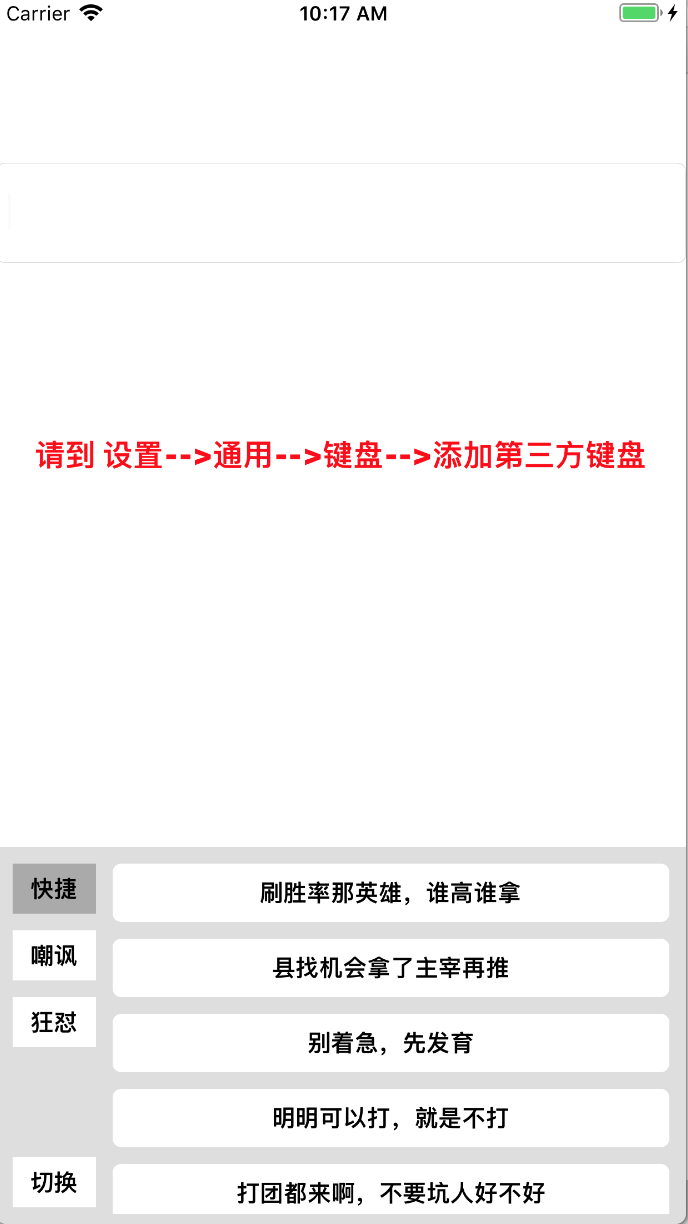 Carrier 10:17 AM
请到 设置-->通用-->键盘-->添加第三方键盘
快捷
刷胜率那英雄，谁高谁拿
嘲讽
县找机会拿了主宰再推
狂怼
别着急，先发育
明明可以打，就是不打
切换
打团都来啊，不要坑人好不好